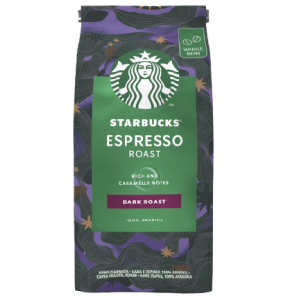 WHOLE
BEAN
STARBUCKS
ESPRESSO
ROAST
RICH AND
CARAMELLY NOTES
DARK ROAST
100% ARABICA